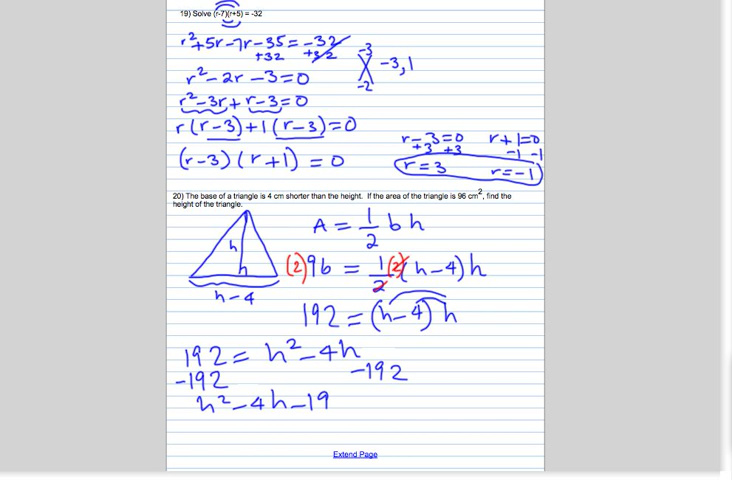 19) Solve (r-7)(r+5) = -32
r²+5r-7r-35=-32
+32 +32
-3
-3,1
-2
r²-2r-3=0
r²-3r+r-3=0
r(r-3)+1(r-3)=0
(r-3)(r+1)=0
r-3=0 r+1=0
+3 +3 -1 -1
r=3 r=-1
20) The base of a triangle is 4 cm shorter than the height. If the area of the triangle is 96 cm², find the
height of the triangle.
A = 1/2 bh
h
h
h-4
(2)96 = 1/2(2)(h-4)h
192=(h-4)h
192=h²-4h
-192 -192
h²-4h-19
Extend Page